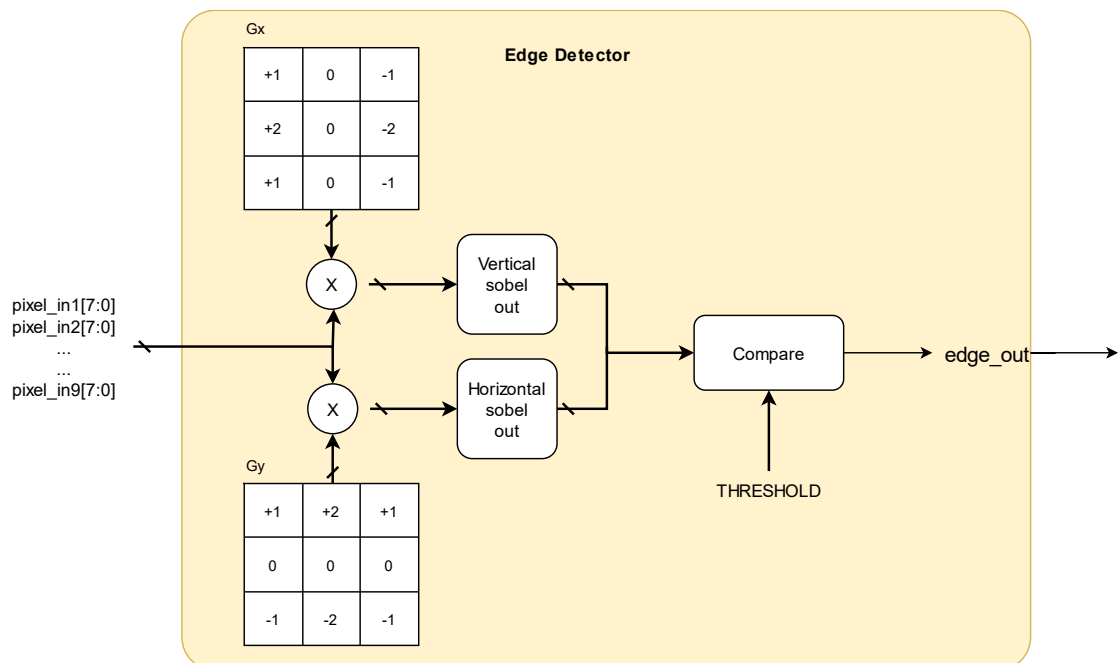 Gx
Edge Detector
+1 0 -1
+2 0 -2
+1 0 -1
X
Vertical
sobel
out
pixel_in1[7:0]
pixel_in2[7:0]
...
...
pixel_in9[7:0]
Compare
edge_out
X
Horizontal
sobel
out
Gy
THRESHOLD
+1 +2 +1
0 0 0
-1 -2 -1